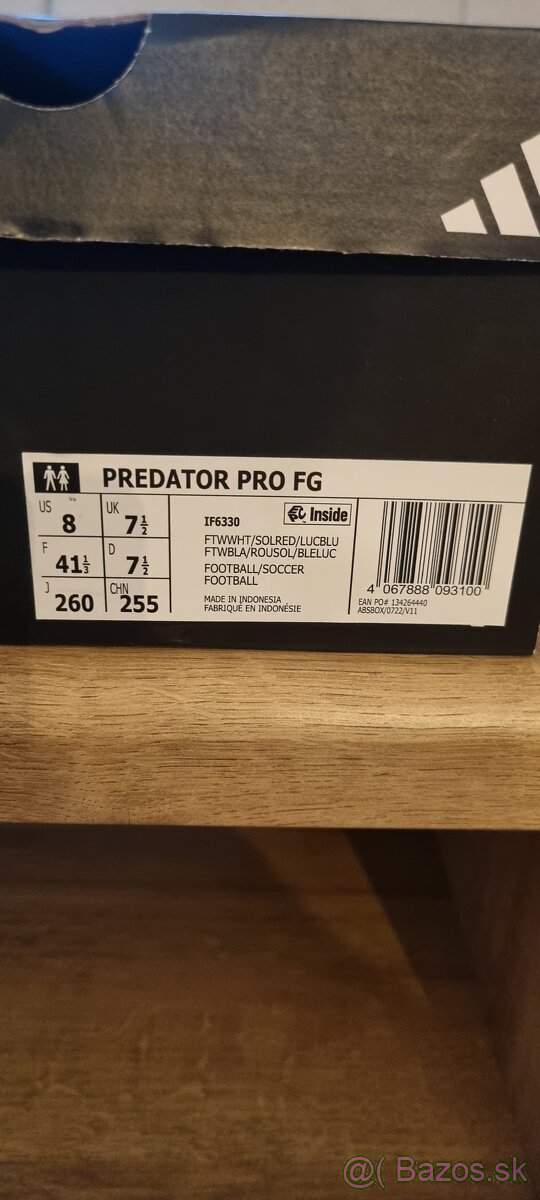 PREDATOR PRO FG
US 8 UK 7½
F 41⅓ D 7½
J 260 CHN 255
IF6330 Inside
FTWWHT/SOLRED/LUCBLU
FTWBLA/ROUSOL/BLELUC
FOOTBALL/SOCCER
FOOTBALL
MADE IN INDONESIA
FABRIQUÉ EN INDONÉSIE
4 067888 093100
EAN PO# 134264440
ABSBOX/0722/V11
@( Bazos.sk